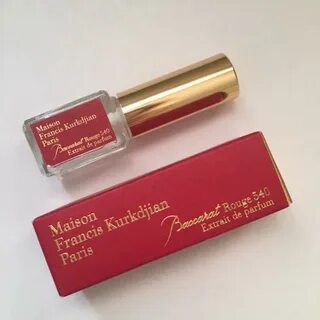 Maison
Francis Kurkdjian
Paris
Baccarat Rouge 540
Extrait de parfum
Maison
Francis Kurkdjian
Paris
Baccarat Rouge 540
Extrait de parfum